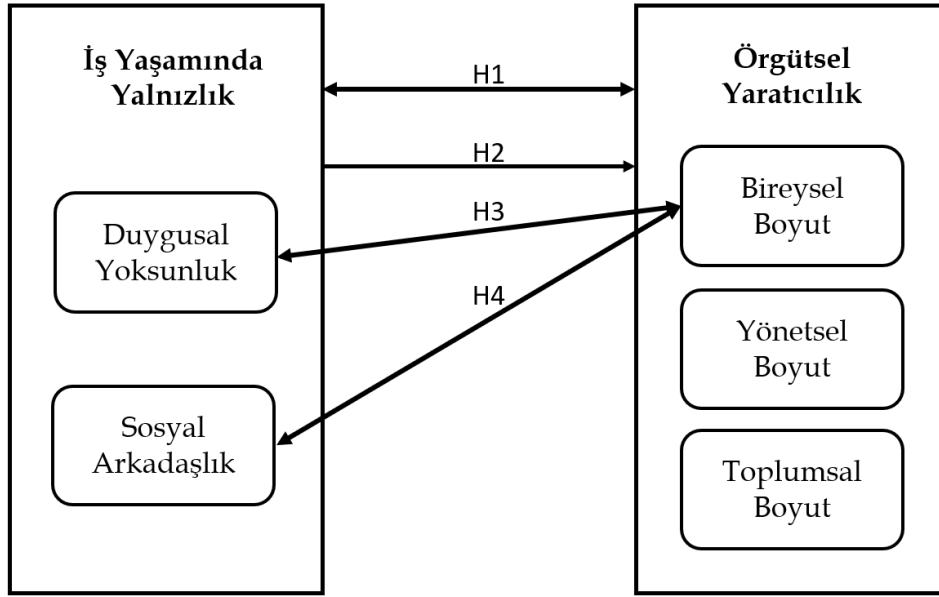 İş Yaşamında
Yalnızlık
Duygusal
Yoksunluk
Sosyal
Arkadaşlık
H1
H2
H3
H4
Örgütsel
Yaratıcılık
Bireysel
Boyut
Yönetsel
Boyut
Toplumsal
Boyut